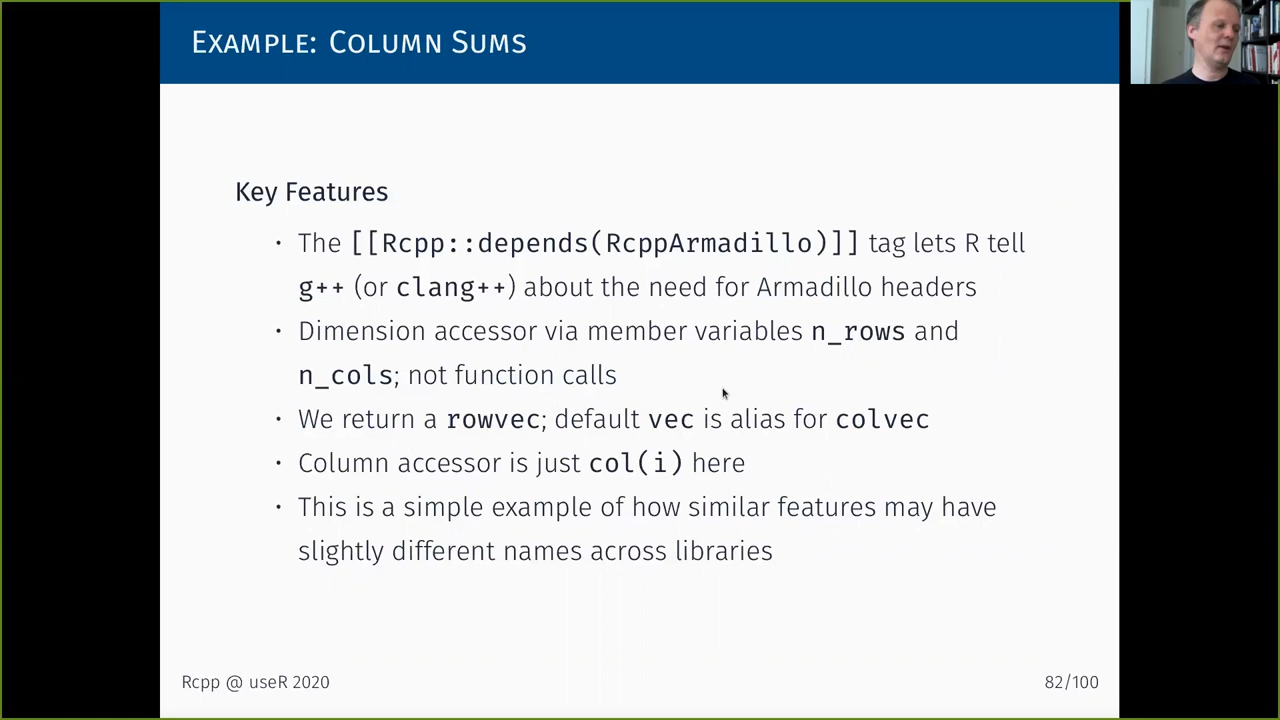 EXAMPLE: COLUMN SUMS
Key Features
• The [[Rcpp::depends(RcppArmadillo)]] tag lets R tell
g++ (or clang++) about the need for Armadillo headers
• Dimension accessor via member variables n_rows and
n_cols; not function calls
• We return a rowvec; default vec is alias for colvec
• Column accessor is just col(i) here
• This is a simple example of how similar features may have
slightly different names across libraries
Rcpp @ useR 2020
82/100